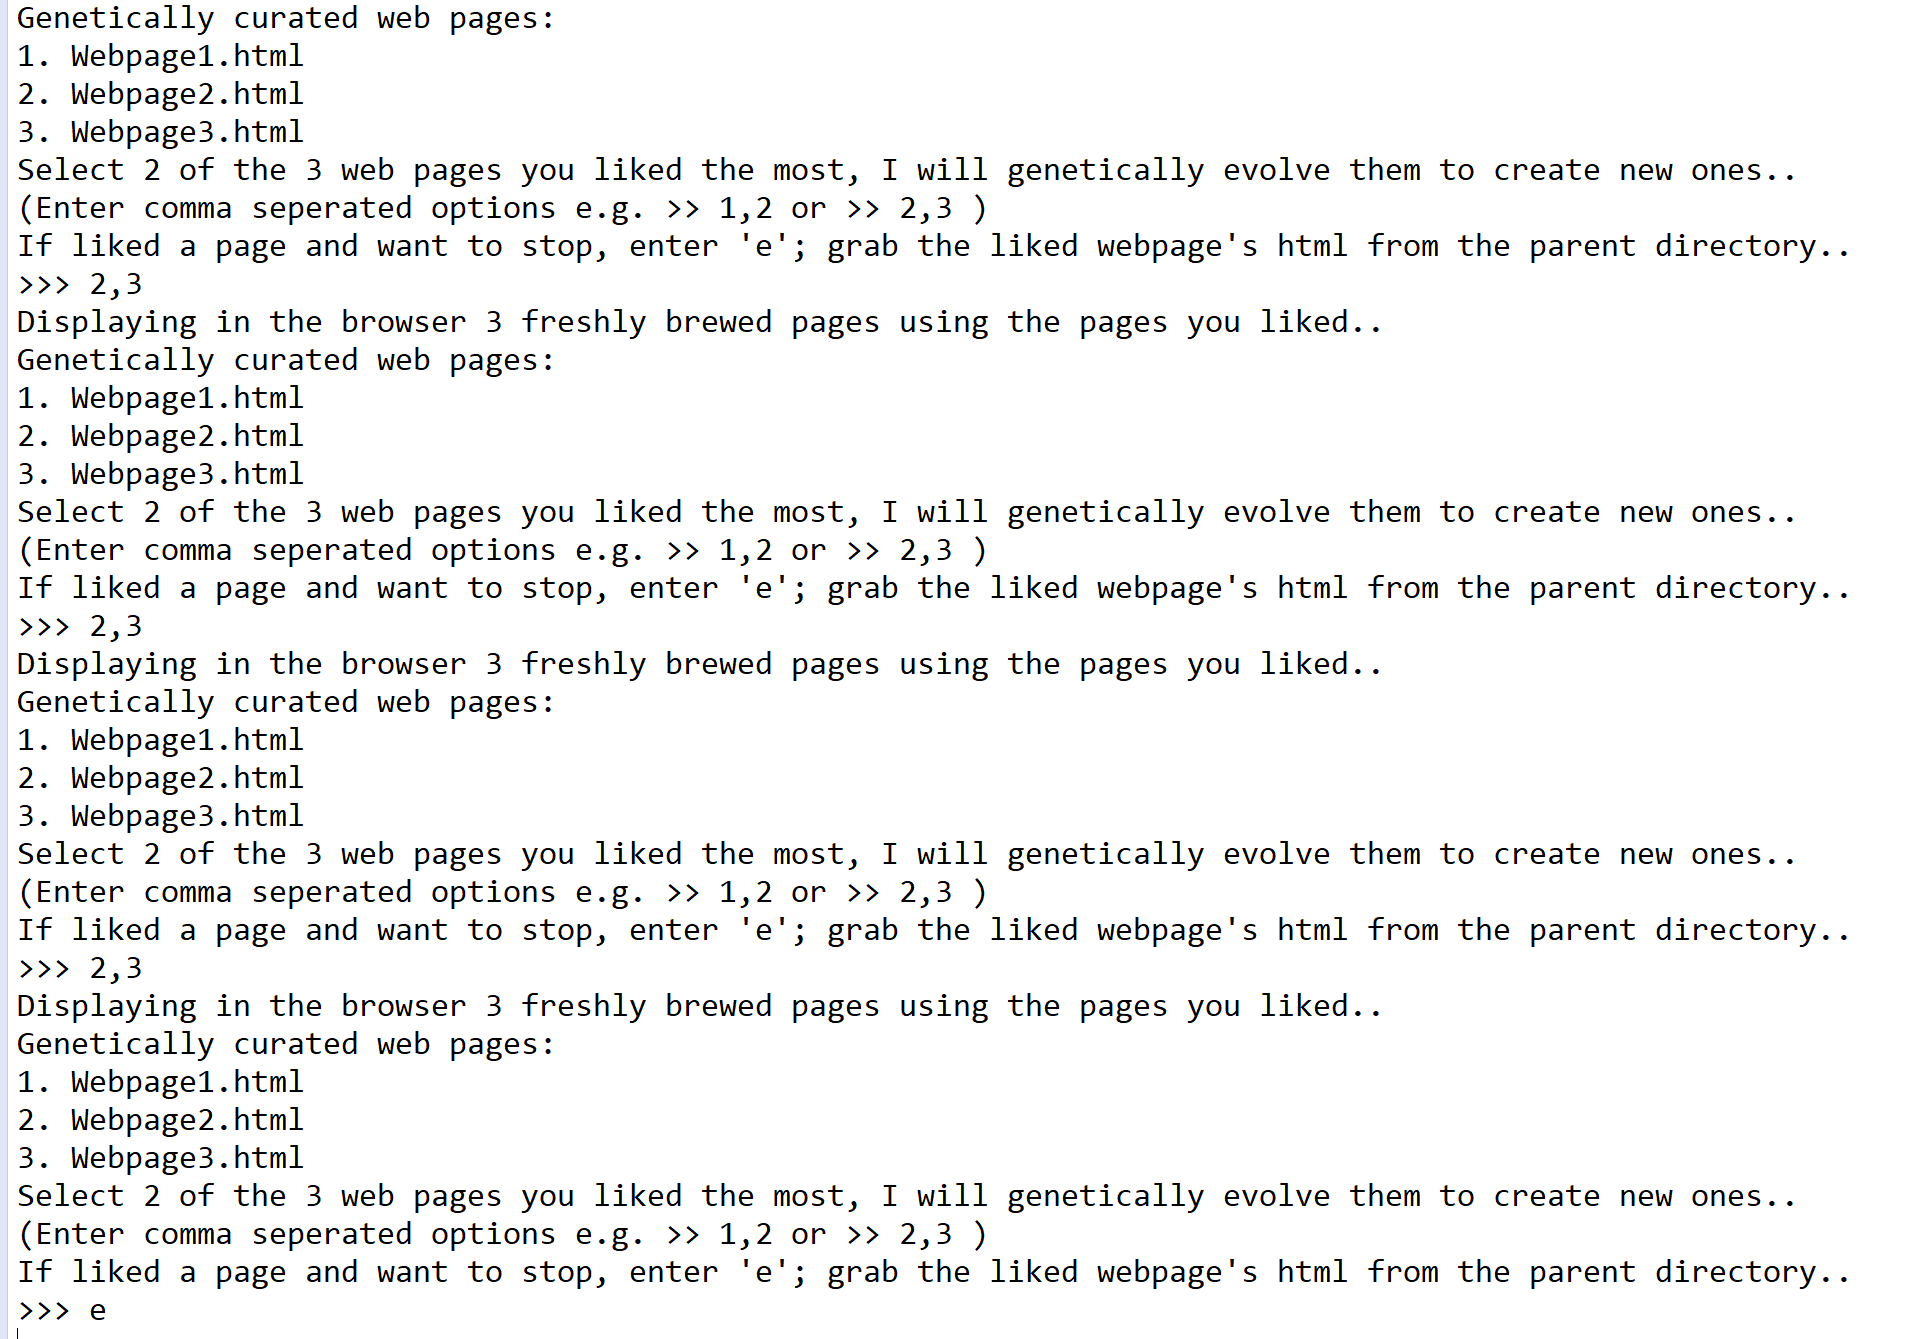 Genetically curated web pages:
1. Webpage1.html
2. Webpage2.html
3. Webpage3.html
Select 2 of the 3 web pages you liked the most, I will genetically evolve them to create new ones..
(Enter comma seperated options e.g. >> 1,2 or >> 2,3 )
If liked a page and want to stop, enter 'e'; grab the liked webpage's html from the parent directory..
>>> 2,3
Displaying in the browser 3 freshly brewed pages using the pages you liked..
Genetically curated web pages:
1. Webpage1.html
2. Webpage2.html
3. Webpage3.html
Select 2 of the 3 web pages you liked the most, I will genetically evolve them to create new ones..
(Enter comma seperated options e.g. >> 1,2 or >> 2,3 )
If liked a page and want to stop, enter 'e'; grab the liked webpage's html from the parent directory..
>>> 2,3
Displaying in the browser 3 freshly brewed pages using the pages you liked..
Genetically curated web pages:
1. Webpage1.html
2. Webpage2.html
3. Webpage3.html
Select 2 of the 3 web pages you liked the most, I will genetically evolve them to create new ones..
(Enter comma seperated options e.g. >> 1,2 or >> 2,3 )
If liked a page and want to stop, enter 'e'; grab the liked webpage's html from the parent directory..
>>> 2,3
Displaying in the browser 3 freshly brewed pages using the pages you liked..
Genetically curated web pages:
1. Webpage1.html
2. Webpage2.html
3. Webpage3.html
Select 2 of the 3 web pages you liked the most, I will genetically evolve them to create new ones..
(Enter comma seperated options e.g. >> 1,2 or >> 2,3 )
If liked a page and want to stop, enter 'e'; grab the liked webpage's html from the parent directory..
>>> e